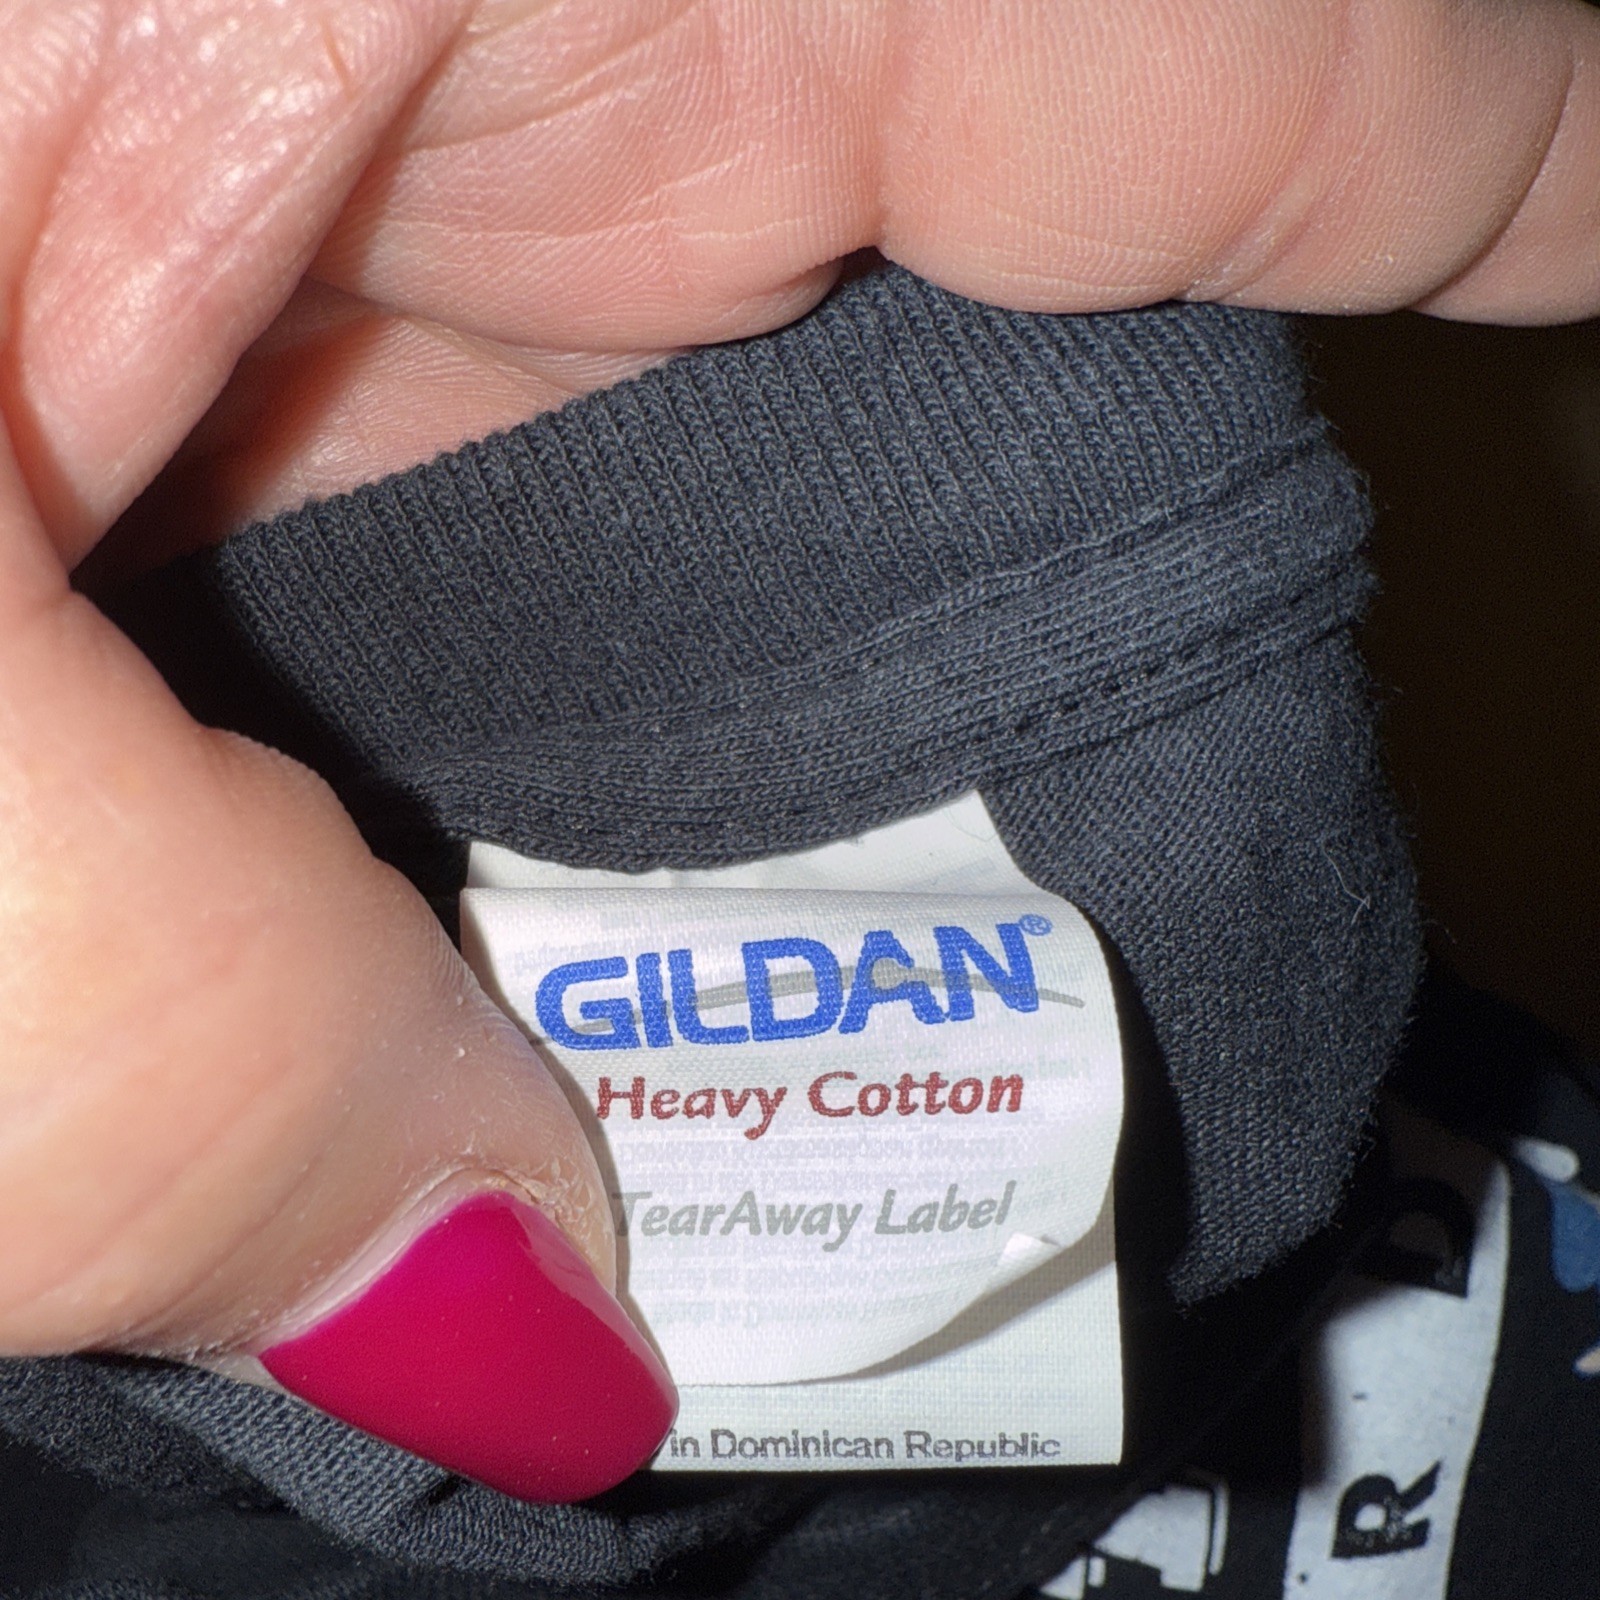 GILDAN®
Heavy Cotton
TearAway Label
in Dominican Republic
D
R